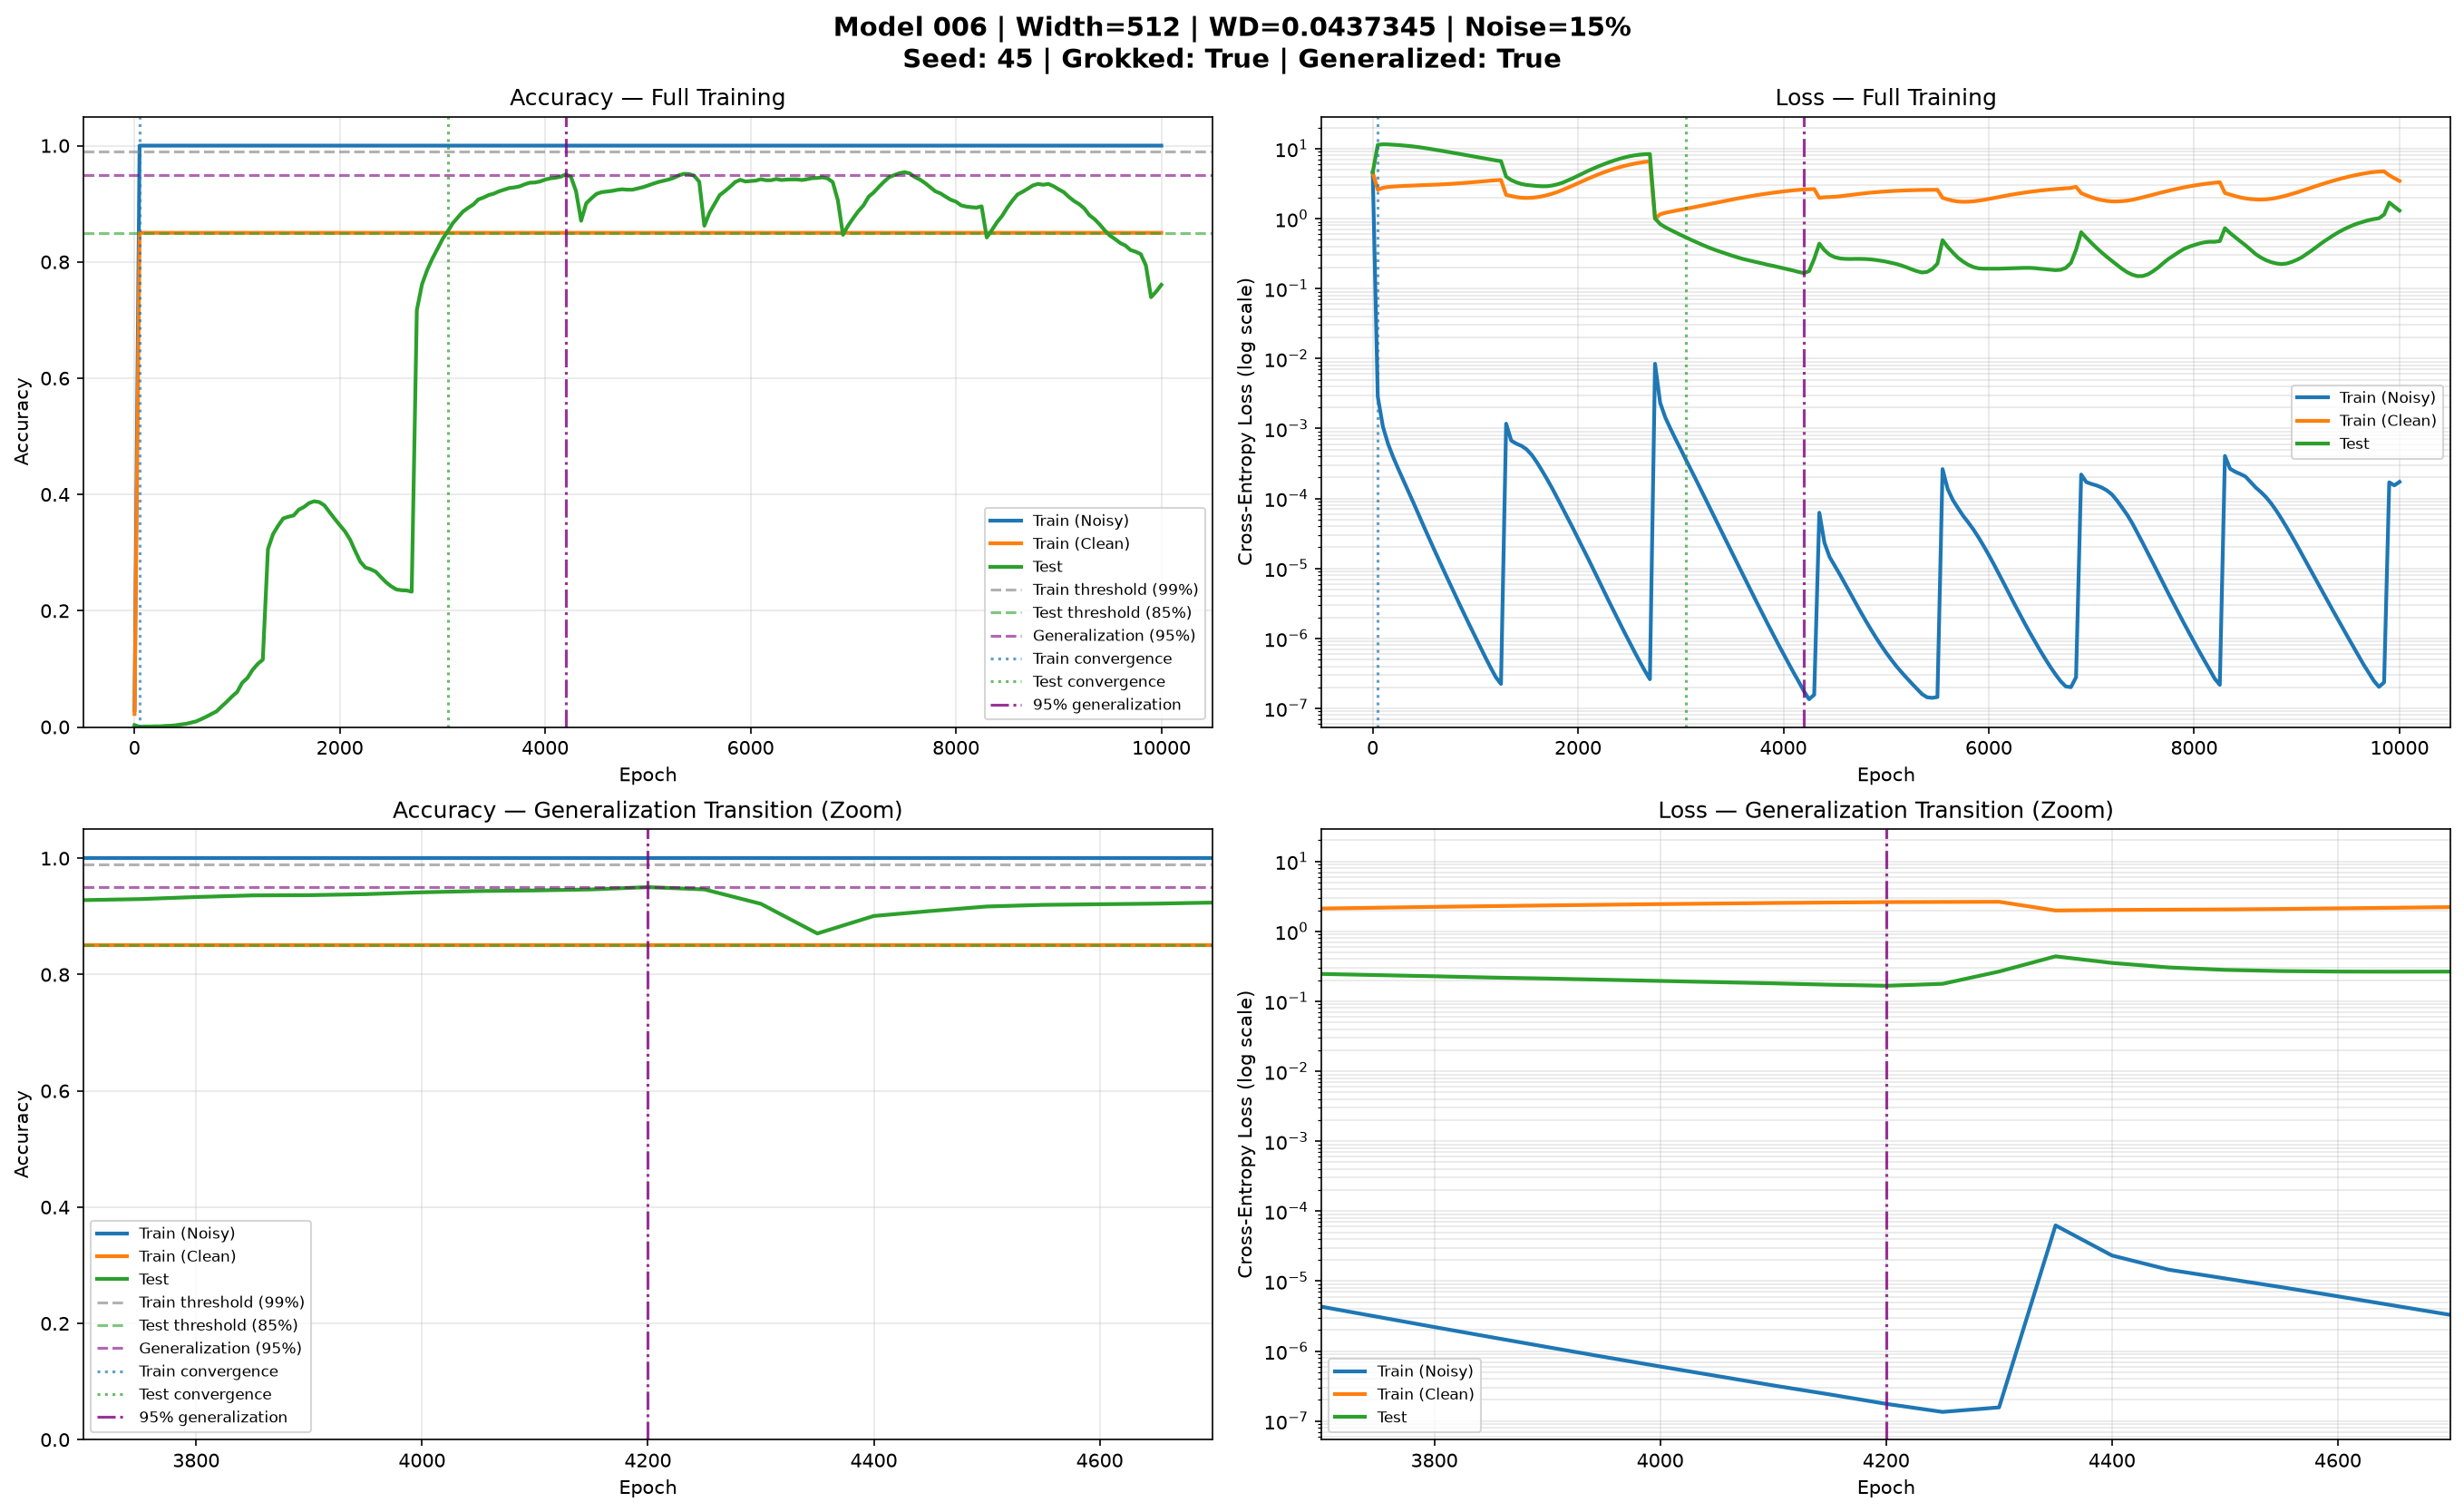 Model 006 | Width=512 | WD=0.0437345 | Noise=15%
Seed: 45 | Grokked: True | Generalized: True
Accuracy — Full Training
Accuracy
1.0
0.8
0.6
0.4
0.2
0.0
0
2000
4000
6000
8000
10000
Epoch
Train (Noisy)
Train (Clean)
Test
Train threshold (99%)
Test threshold (85%)
Generalization (95%)
Train convergence
Test convergence
95% generalization
Loss — Full Training
Cross-Entropy Loss (log scale)
10¹
10⁰
10⁻¹
10⁻²
10⁻³
10⁻⁴
10⁻⁵
10⁻⁶
10⁻⁷
0
2000
4000
6000
8000
10000
Epoch
Train (Noisy)
Train (Clean)
Test
Accuracy — Generalization Transition (Zoom)
Accuracy
1.0
0.8
0.6
0.4
0.2
0.0
3800
4000
4200
4400
4600
Epoch
Train (Noisy)
Train (Clean)
Test
Train threshold (99%)
Test threshold (85%)
Generalization (95%)
Train convergence
Test convergence
95% generalization
Loss — Generalization Transition (Zoom)
Cross-Entropy Loss (log scale)
10¹
10⁰
10⁻¹
10⁻²
10⁻³
10⁻⁴
10⁻⁵
10⁻⁶
10⁻⁷
3800
4000
4200
4400
4600
Epoch
Train (Noisy)
Train (Clean)
Test